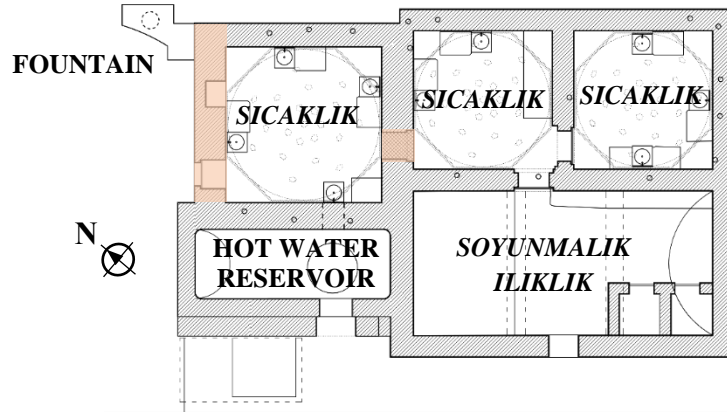 FOUNTAIN
SICAKLIK
SICAKLIK
SICAKLIK
N
HOT WATER
RESERVOIR
SOYUNMALIK
ILIKLIK